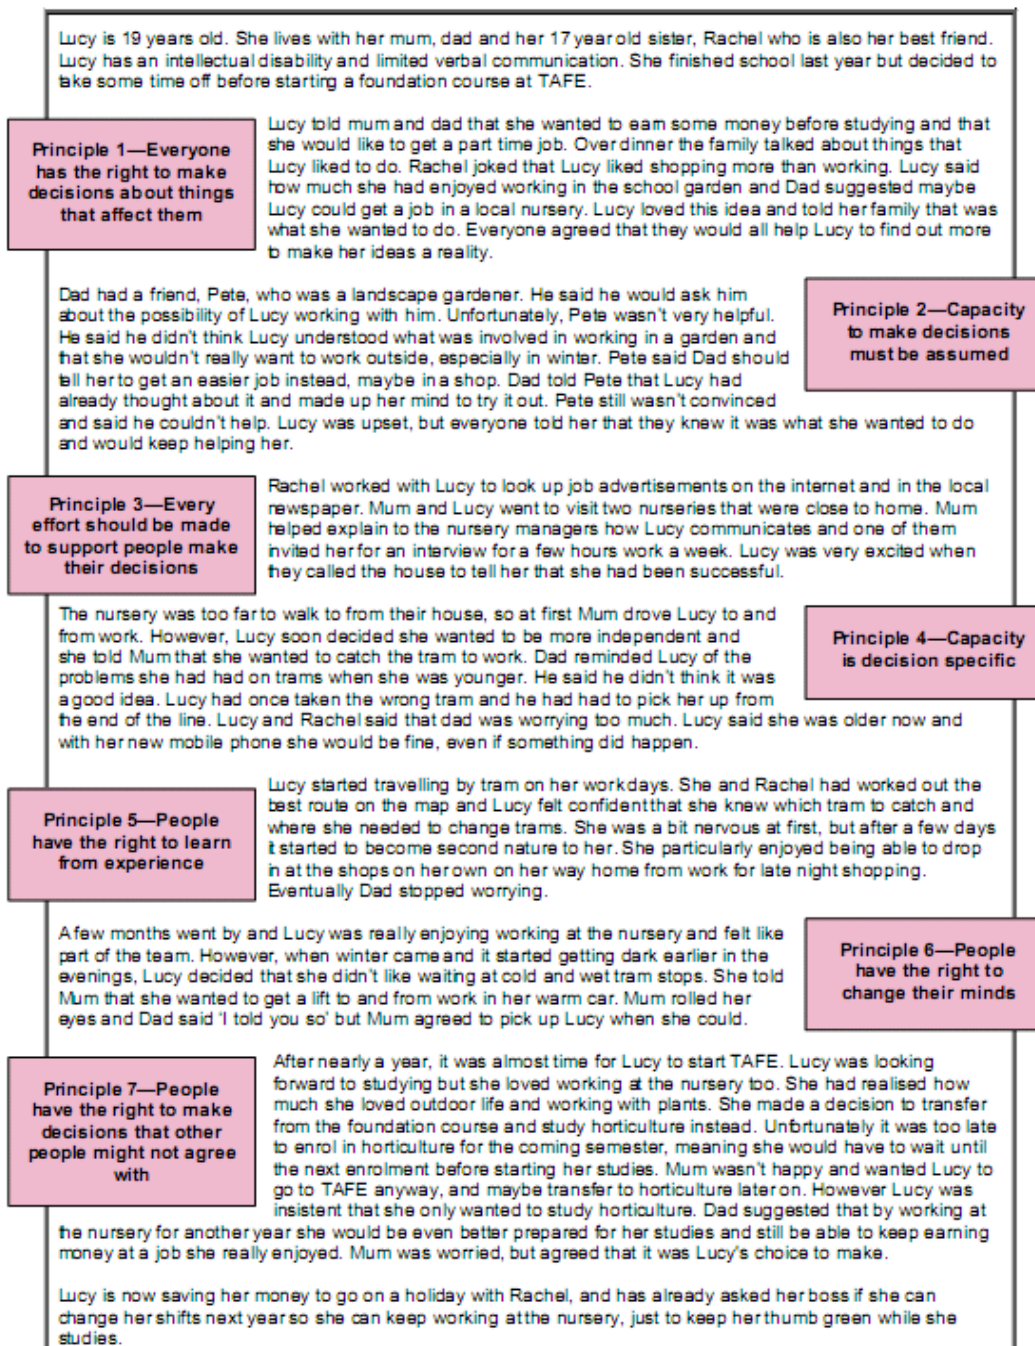 Lucy is 19 years old. She lives with her mum, dad and her 17 year old sister, Rachel who is also her best friend.
Lucy has an intellectual disability and limited verbal communication. She finished school last year but decided to
take some time off before starting a foundation course at TAFE.
Principle 1—Everyone
has the right to make
decisions about things
that affect them
Lucy told mum and dad that she wanted to earn some money before studying and that
she would like to get a part time job. Over dinner the family talked about things that
Lucy liked to do. Rachel joked that Lucy liked shopping more than working. Lucy said
how much she had enjoyed working in the school garden and Dad suggested maybe
Lucy could get a job in a local nursery. Lucy loved this idea and told her family that was
what she wanted to do. Everyone agreed that they would all help Lucy to find out more
to make her ideas a reality.
Dad had a friend, Pete, who was a landscape gardener. He said he would ask him
about the possibility of Lucy working with him. Unfortunately, Pete wasn't very helpful.
He said he didn't think Lucy understood what was involved in working in a garden and
that she wouldn't really want to work outside, especially in winter. Pete said Dad should
tell her to get an easier job instead, maybe in a shop. Dad told Pete that Lucy had
already thought about it and made up her mind to try it out. Pete still wasn't convinced
and said he couldn't help. Lucy was upset, but everyone told her that they knew it was what she wanted to do
and would keep helping her.
Principle 2—Capacity
to make decisions
must be assumed
Principle 3—Every
effort should be made
to support people make
their decisions
Rachel worked with Lucy to look up job advertisements on the internet and in the local
newspaper. Mum and Lucy went to visit two nurseries that were close to home. Mum
helped explain to the nursery managers how Lucy communicates and one of them
invited her for an interview for a few hours work a week. Lucy was very excited when
they called the house to tell her that she had been successful.
The nursery was too far to walk to from their house, so at first Mum drove Lucy to and
from work. However, Lucy soon decided she wanted to be more independent and
she told Mum that she wanted to catch the tram to work. Dad reminded Lucy of the
problems she had had on trams when she was younger. He said he didn't think it was
a good idea. Lucy had once taken the wrong tram and he had had to pick her up from
the end of the line. Lucy and Rachel said that dad was worrying too much. Lucy said she was older now and
with her new mobile phone she would be fine, even if something did happen.
Principle 4—Capacity
is decision specific
Principle 5—People
have the right to learn
from experience
Lucy started travelling by tram on her workdays. She and Rachel had worked out the
best route on the map and Lucy felt confident that she knew which tram to catch and
where she needed to change trams. She was a bit nervous at first, but after a few days
it started to become second nature to her. She particularly enjoyed being able to drop
in at the shops on her own on her way home from work for late night shopping.
Eventually Dad stopped worrying.
A few months went by and Lucy was really enjoying working at the nursery and felt like
part of the team. However, when winter came and it started getting dark earlier in the
evenings, Lucy decided that she didn't like waiting at cold and wet tram stops. She told
Mum that she wanted to get a lift to and from work in her warm car. Mum rolled her
eyes and Dad said 'I told you so' but Mum agreed to pick up Lucy when she could.
Principle 6—People
have the right to
change their minds
Principle 7—People
have the right to make
decisions that other
people might not agree
with
After nearly a year, it was almost time for Lucy to start TAFE. Lucy was looking
forward to studying but she loved working at the nursery too. She had realised how
much she loved outdoor life and working with plants. She made a decision to transfer
from the foundation course and study horticulture instead. Unfortunately it was too late
to enrol in horticulture for the coming semester, meaning she would have to wait until
the next enrolment before starting her studies. Mum wasn't happy and wanted Lucy to
go to TAFE anyway, and maybe transfer to horticulture later on. However Lucy was
insistent that she only wanted to study horticulture. Dad suggested that by working at
the nursery for another year she would be even better prepared for her studies and still be able to keep earning
money at a job she really enjoyed. Mum was worried, but agreed that it was Lucy's choice to make.
Lucy is now saving her money to go on a holiday with Rachel, and has already asked her boss if she can
change her shifts next year so she can keep working at the nursery, just to keep her thumb green while she
studies.